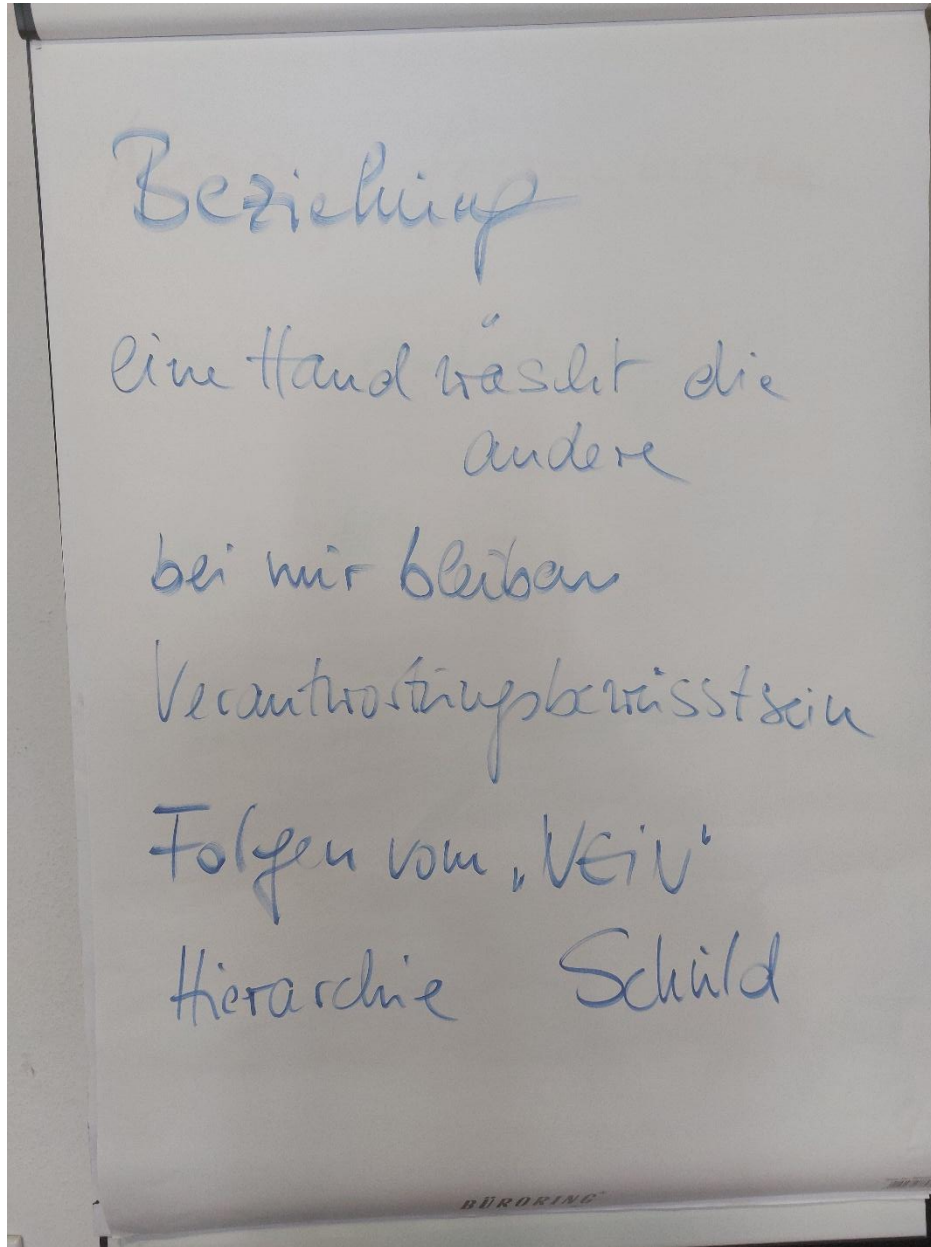 Beziehung
eine Hand wäscht die
andere
bei mir bleiben
Verantwortungsbewusstsein
Folgen vom „NEiN“
Hierarchie Schuld
BÜRORING